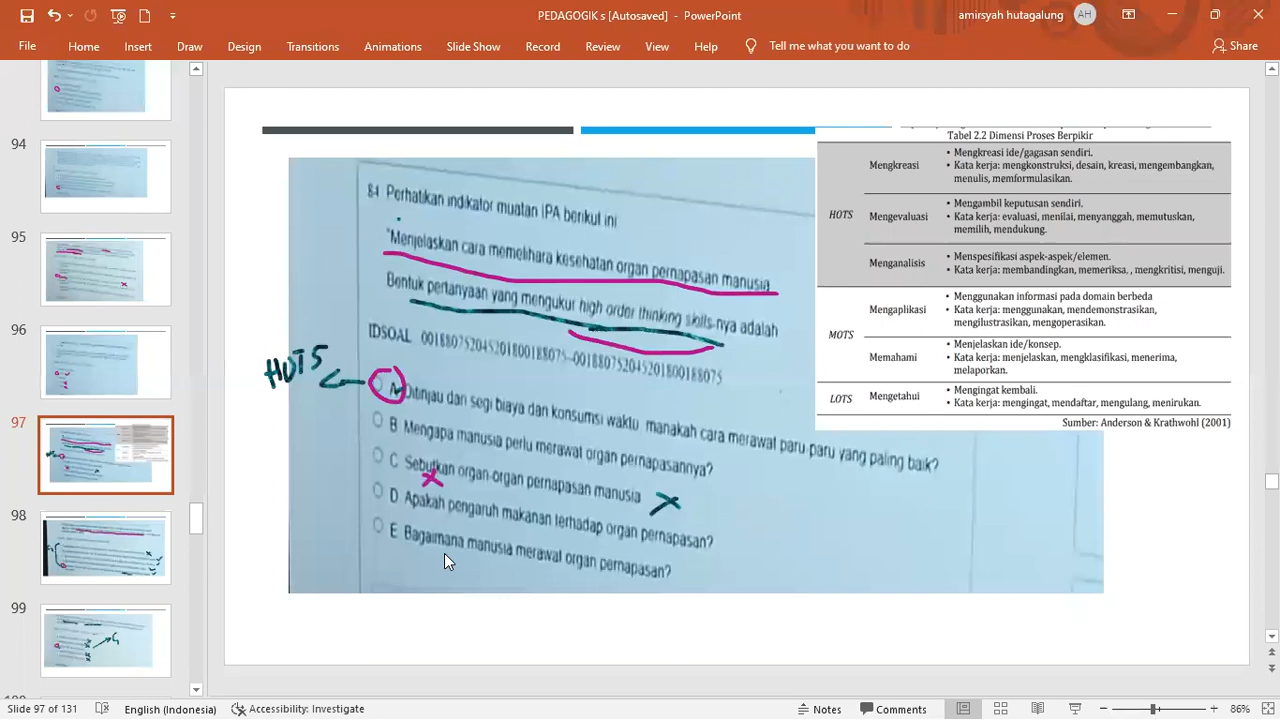 PEDAGOGIK s [Autosaved] - PowerPoint
amirsyah hutagalung AH
File Home Insert Draw Design Transitions Animations Slide Show Record Review View Help Tell me what you want to do Share
94
95
96
97
98
99
84 Perhatikan indikator muatan IPA berikut ini
"Menjelaskan cara memelihara kesehatan organ pernapasan manusia
Bentuk pertanyaan yang mengukur high order thinking skills-nya adalah
IDSOAL 001880752045201800188075--001880752045201800188075
HOTS
A Ditinjau dari segi biaya dan konsumsi waktu manakah cara merawat paru-paru yang paling baik?
B Mengapa manusia perlu merawat organ pernapasannya?
C Sebutkan organ-organ pernapasan manusia
D Apakah pengaruh makanan terhadap organ pernapasan?
E Bagaimana manusia merawat organ pernapasan?
Tabel 2.2 Dimensi Proses Berpikir
HOTS
Mengkreasi
• Mengkreasi ide/gagasan sendiri.
• Kata kerja: mengkonstruksi, desain, kreasi, mengembangkan,
menulis, memformulasikan.
Mengevaluasi
• Mengambil keputusan sendiri.
• Kata kerja: evaluasi, menilai, menyanggah, memutuskan,
memilih, mendukung.
Menganalisis
• Menspesifikasi aspek-aspek/elemen.
• Kata kerja: membandingkan, memeriksa, , mengkritisi, menguji.
MOTS
Mengaplikasi
• Menggunakan informasi pada domain berbeda
• Kata kerja: menggunakan, mendemonstrasikan,
mengilustrasikan, mengoperasikan.
Memahami
• Menjelaskan ide/konsep.
• Kata kerja: menjelaskan, mengklasifikasi, menerima,
melaporkan.
LOTS
Mengetahui
• Mengingat kembali.
• Kata kerja: mengingat, mendaftar, mengulang, menirukan.
Sumber: Anderson & Krathwohl (2001)
Slide 97 of 131 English (Indonesia) Accessibility: Investigate Notes Comments 86%